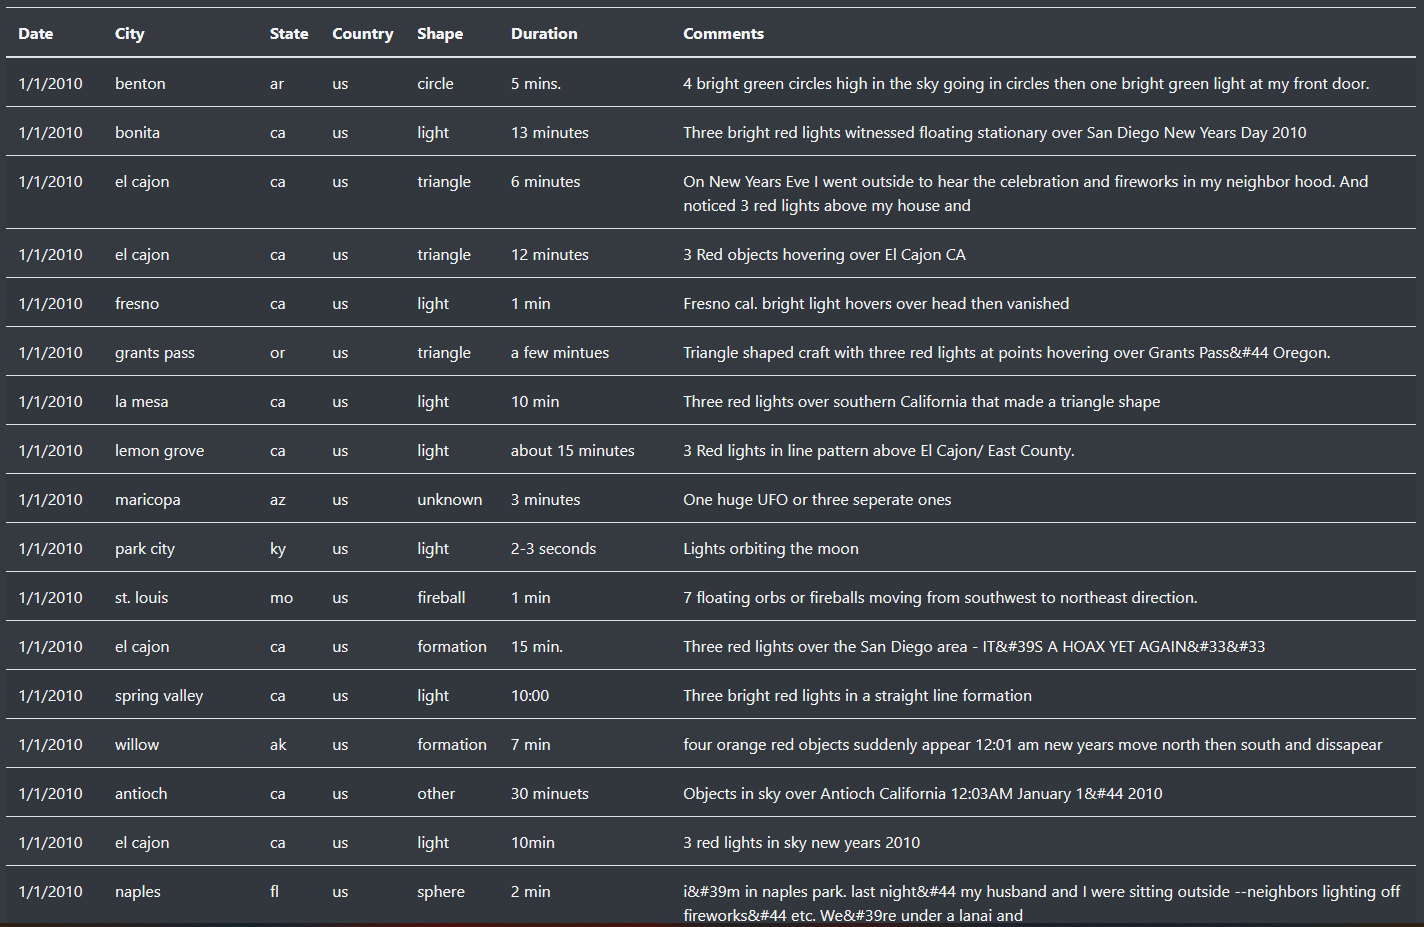 Date City State Country Shape Duration Comments
1/1/2010 benton ar us circle 5 mins. 4 bright green circles high in the sky going in circles then one bright green light at my front door.
1/1/2010 bonita ca us light 13 minutes Three bright red lights witnessed floating stationary over San Diego New Years Day 2010
1/1/2010 el cajon ca us triangle 6 minutes On New Years Eve I went outside to hear the celebration and fireworks in my neighbor hood. And
noticed 3 red lights above my house and
1/1/2010 el cajon ca us triangle 12 minutes 3 Red objects hovering over El Cajon CA
1/1/2010 fresno ca us light 1 min Fresno cal. bright light hovers over head then vanished
1/1/2010 grants pass or us triangle a few mintues Triangle shaped craft with three red lights at points hovering over Grants Pass&#44 Oregon.
1/1/2010 la mesa ca us light 10 min Three red lights over southern California that made a triangle shape
1/1/2010 lemon grove ca us light about 15 minutes 3 Red lights in line pattern above El Cajon/ East County.
1/1/2010 maricopa az us unknown 3 minutes One huge UFO or three seperate ones
1/1/2010 park city ky us light 2-3 seconds Lights orbiting the moon
1/1/2010 st. louis mo us fireball 1 min 7 floating orbs or fireballs moving from southwest to northeast direction.
1/1/2010 el cajon ca us formation 15 min. Three red lights over the San Diego area - IT&#39S A HOAX YET AGAIN&#33&#33
1/1/2010 spring valley ca us light 10:00 Three bright red lights in a straight line formation
1/1/2010 willow ak us formation 7 min four orange red objects suddenly appear 12:01 am new years move north then south and dissapear
1/1/2010 antioch ca us other 30 minuets Objects in sky over Antioch California 12:03AM January 1&#44 2010
1/1/2010 el cajon ca us light 10min 3 red lights in sky new years 2010
1/1/2010 naples fl us sphere 2 min i&#39m in naples park. last night&#44 my husband and I were sitting outside --neighbors lighting off
fireworks&#44 etc. We&#39re under a lanai and